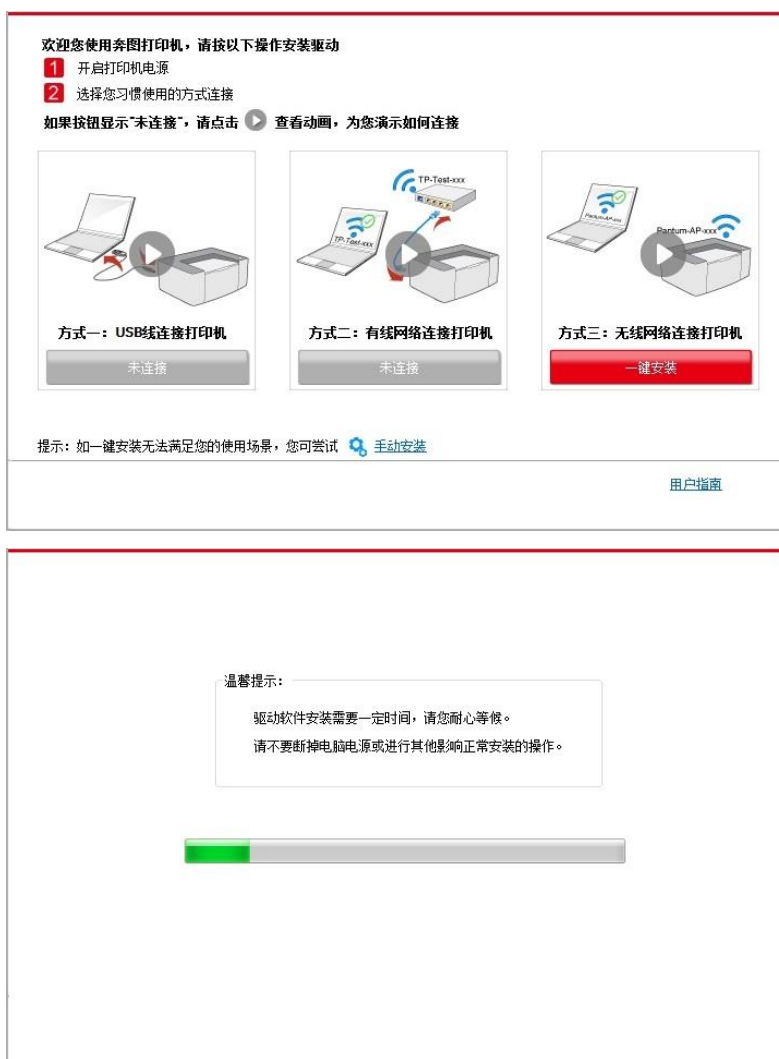 欢迎您使用奔图打印机，请按以下操作安装驱动
1 开启打印机电源
2 选择您习惯使用的方式连接
如果按钮显示"未连接"，请点击 查看动画，为您演示如何连接
TP-Test-xxx
TP-Test-xxx
Pantum-AP-xxx
Pantum-AP-xxx
方式一：USB线连接打印机
未连接
方式二：有线网络连接打印机
未连接
方式三：无线网络连接打印机
一键安装
提示：如一键安装无法满足您的使用场景，您可尝试 手动安装
用户指南
温馨提示：
驱动软件安装需要一定时间，请您耐心等候。
请不要断掉电脑电源或进行其他影响正常安装的操作。